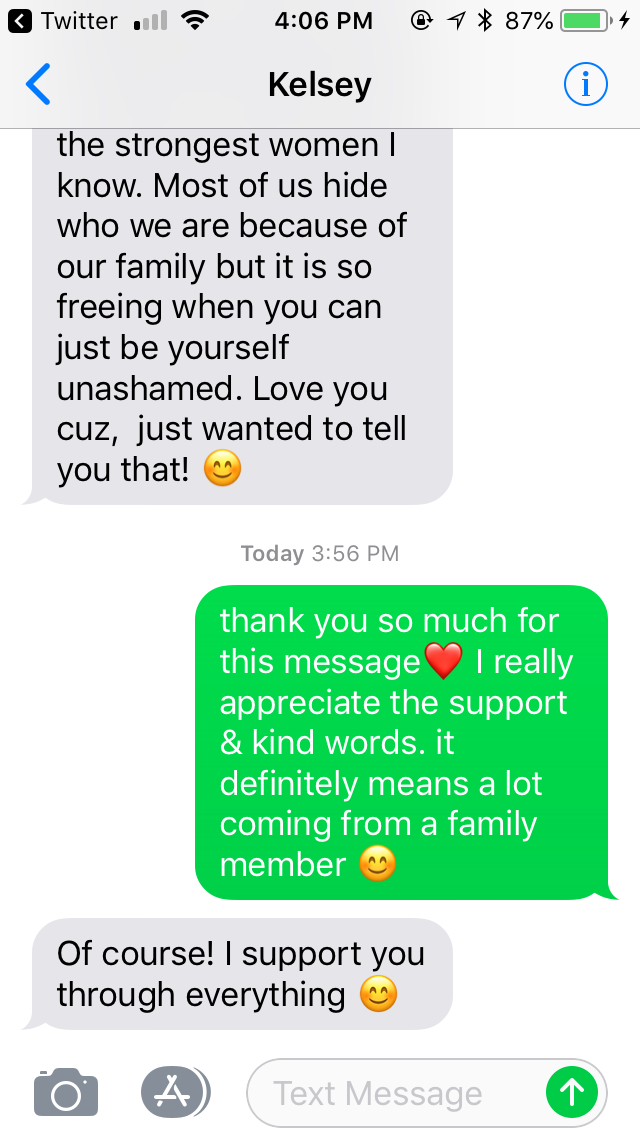 Twitter 4:06 PM 87%
Kelsey
the strongest women I
know. Most of us hide
who we are because of
our family but it is so
freeing when you can
just be yourself
unashamed. Love you
cuz,  just wanted to tell
you that! 😊
Today 3:56 PM
thank you so much for
this message❤️ I really
appreciate the support
& kind words. it
definitely means a lot
coming from a family
member 😊
Of course! I support you
through everything 😊
Text Message